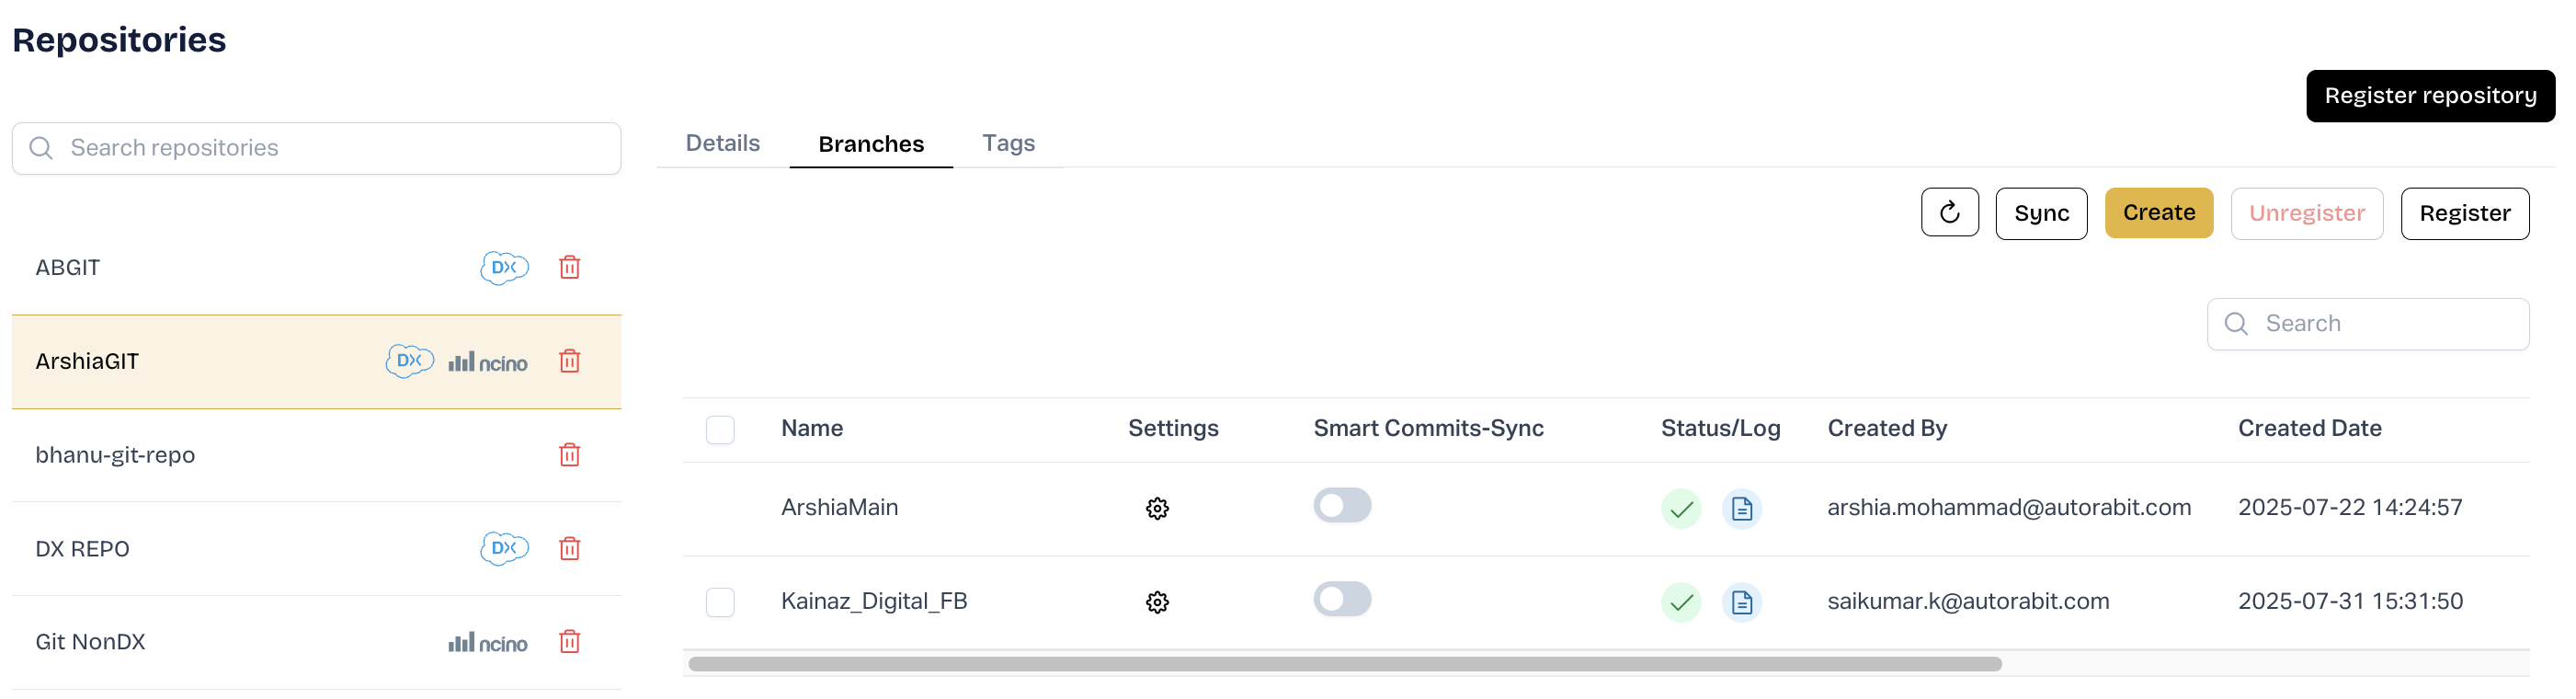 Repositories
Register repository
Search repositories
Details Branches Tags
Sync Create Unregister Register
ABGIT DX
Search
ArshiaGIT DX ncino
Name Settings Smart Commits-Sync Status/Log Created By Created Date
bhanu-git-repo
ArshiaMain arshia.mohammad@autorabit.com 2025-07-22 14:24:57
DX REPO DX
Kainaz_Digital_FB saikumar.k@autorabit.com 2025-07-31 15:31:50
Git NonDX ncino